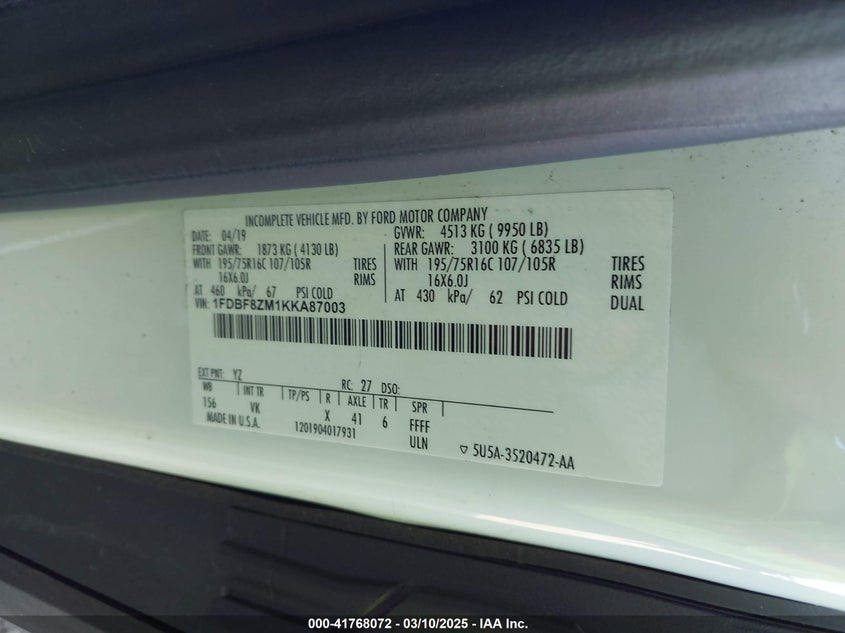 INCOMPLETE VEHICLE MFD. BY FORD MOTOR COMPANY
DATE: 04/19 GVWR: 4513 KG ( 9950 LB)
FRONT GAWR: 1873 KG ( 4130 LB) REAR GAWR: 3100 KG ( 6835 LB)
WITH 195/75R16C 107/105R TIRES WITH 195/75R16C 107/105R TIRES
16X6.0J RIMS 16X6.0J RIMS
AT 460 kPa/ 67 PSI COLD AT 430 kPa/ 62 PSI COLD DUAL
VIN: 1FDBF8ZM1KKA87003
EXT PNT: YZ RC: 27 DSO:
WB INT TR TP/PS R AXLE TR SPR
156 VK X 41 6 FFFF
MADE IN U.S.A. 1201904017931 ULN
5U5A-3520472-AA
000-41768072 — 03/10/2025 — IAA Inc.